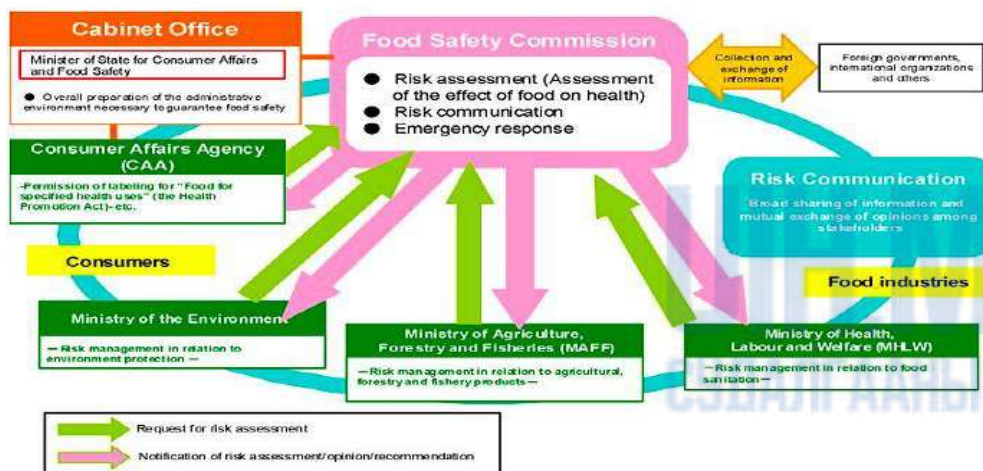 Cabinet Office
Minister of State for Consumer Affairs
and Food Safety
● Overall preparation of the administrative
environment necessary to guarantee food safety
Food Safety Commission
● Risk assessment (Assessment
of the effect of food on health)
● Risk communication
● Emergency response
Collection and
exchange of
information
Foreign governments,
international organizations
and others
Consumer Affairs Agency
(CAA)
-Permission of labeling for "Food for
specified health uses" (the Health
Promotion Act)- etc.
Risk Communication
Broad sharing of information and
mutual exchange of opinions among
stakeholders
Consumers
Food industries
Ministry of the Environment
— Risk management in relation to
environment protection —
Ministry of Agriculture,
Forestry and Fisheries (MAFF)
—Risk management in relation to agricultural,
forestry and fishery products—
Ministry of Health,
Labour and Welfare (MHLW)
—Risk management in relation to food
sanitation—
Request for risk assessment
Notification of risk assessment/opinion/recommendation